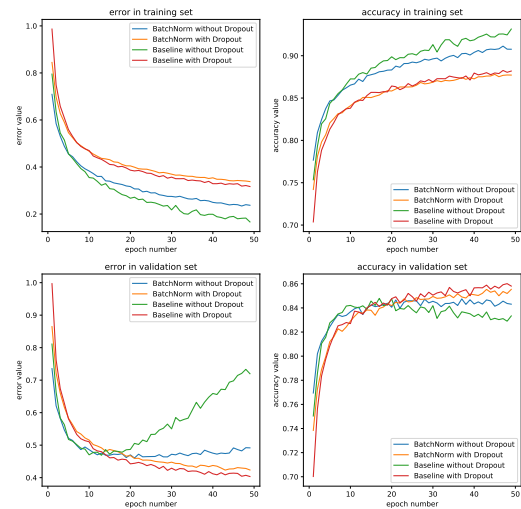 error in training set
error value
1.0
0.8
0.6
0.4
0.2
0 10 20 30 40 50
epoch number
BatchNorm without Dropout
BatchNorm with Dropout
Baseline without Dropout
Baseline with Dropout
accuracy in training set
accuracy value
0.90
0.85
0.80
0.75
0.70
0 10 20 30 40 50
epoch number
BatchNorm without Dropout
BatchNorm with Dropout
Baseline without Dropout
Baseline with Dropout
error in validation set
error value
1.0
0.9
0.8
0.7
0.6
0.5
0.4
0 10 20 30 40 50
epoch number
BatchNorm without Dropout
BatchNorm with Dropout
Baseline without Dropout
Baseline with Dropout
accuracy in validation set
accuracy value
0.86
0.84
0.82
0.80
0.78
0.76
0.74
0.72
0.70
0 10 20 30 40 50
epoch number
BatchNorm without Dropout
BatchNorm with Dropout
Baseline without Dropout
Baseline with Dropout